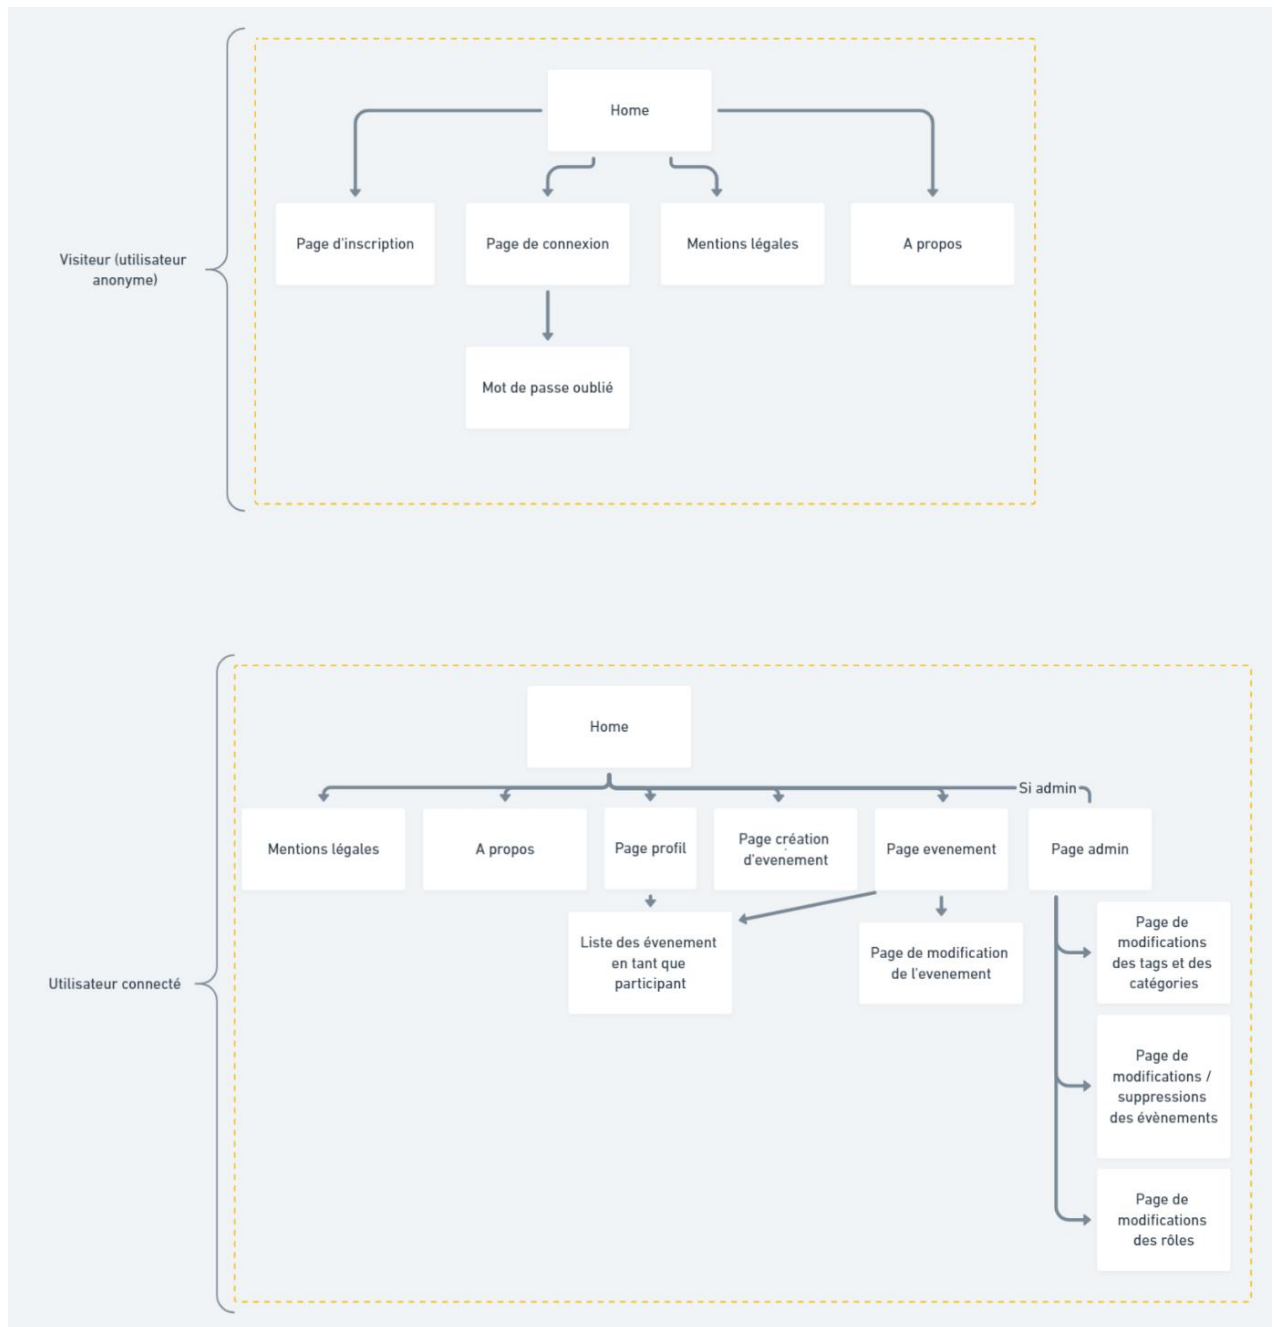 Home
Page d'inscription
Page de connexion
Mentions légales
A propos
Visiteur (utilisateur
anonyme)
Mot de passe oublié
Home
Si admin
Mentions légales
A propos
Page profil
Page création
d'evenement
Page evenement
Page admin
Liste des évenement
en tant que
participant
Page de modification
de l'evenement
Page de
modifications
des tags et des
catégories
Utilisateur connecté
Page de
modifications /
suppressions
des évènements
Page de
modifications
des rôles